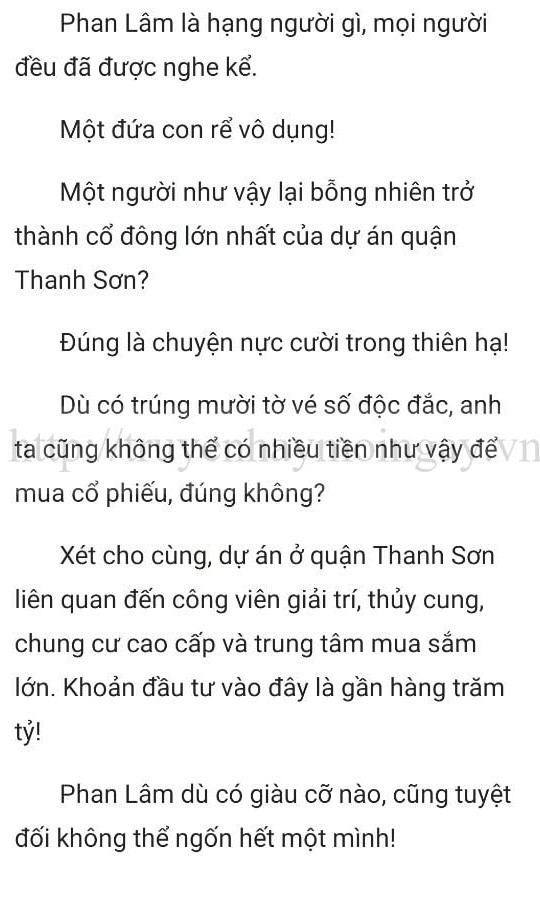 Phan Lâm là hạng người gì, mọi người
đều đã được nghe kể.
Một đứa con rể vô dụng!
Một người như vậy lại bỗng nhiên trở
thành cổ đông lớn nhất của dự án quận
Thanh Sơn?
Đúng là chuyện nực cười trong thiên hạ!
Dù có trúng mười tờ vé số độc đắc, anh
ta cũng không thể có nhiều tiền như vậy để
http://truyenhaymoingay.vn
mua cổ phiếu, đúng không?
Xét cho cùng, dự án ở quận Thanh Sơn
liên quan đến công viên giải trí, thủy cung,
chung cư cao cấp và trung tâm mua sắm
lớn. Khoản đầu tư vào đây là gần hàng trăm
tỷ!
Phan Lâm dù có giàu cỡ nào, cũng tuyệt
đối không thể ngốn hết một mình!